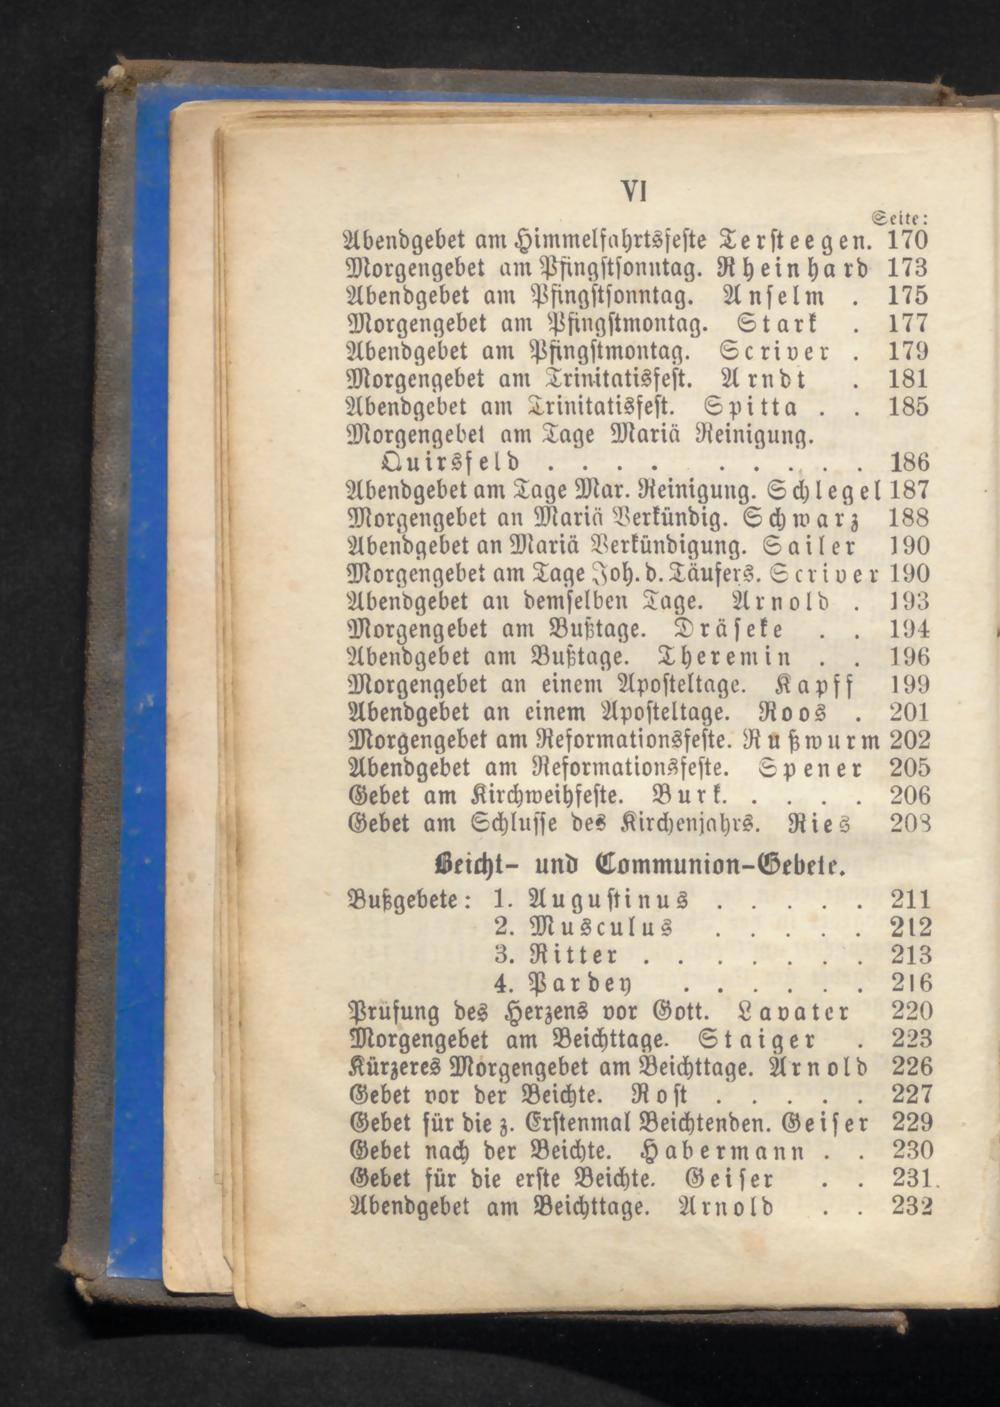 VI
Seite:
Abendgebet am Himmelfahrtsfeste Tersteegen. 170
Morgengebet am Pfingstsonntag. Rheinhard 173
Abendgebet am Pfingstsonntag. Anselm . 175
Morgengebet am Pfingstmontag. Stark . 177
Abendgebet am Pfingstmontag. Scriver . 179
Morgengebet am Trinitatisfest. Arndt . 181
Abendgebet am Trinitatisfest. Spitta . . 185
Morgengebet am Tage Mariä Reinigung.
Quirsfeld . . . . . . . . . 186
Abendgebet am Tage Mar. Reinigung. Schlegel 187
Morgengebet an Mariä Verkündig. Schwarz 188
Abendgebet an Mariä Verkündigung. Sailer 190
Morgengebet am Tage Joh. d. Täufers. Scriver 190
Abendgebet an demselben Tage. Arnold . 193
Morgengebet am Bußtage. Dräseke . . 194
Abendgebet am Bußtage. Theremin . . 196
Morgengebet an einem Aposteltage. Kapff 199
Abendgebet an einem Aposteltage. Roos . 201
Morgengebet am Reformationsfeste. Rußwurm 202
Abendgebet am Reformationsfeste. Spener 205
Gebet am Kirchweihfeste. Burk. . . . . 206
Gebet am Schlusse des Kirchenjahrs. Ries 208
Beicht- und Communion-Gebete.
Bußgebete: 1. Augustinus . . . . . 211
2. Musculus . . . . . 212
3. Ritter . . . . . . . 213
4. Pardey . . . . . . 216
Prüfung des Herzens vor Gott. Lavater 220
Morgengebet am Beichttage. Staiger . 223
Kürzeres Morgengebet am Beichttage. Arnold 226
Gebet vor der Beichte. Rost . . . . . 227
Gebet für die z. Erstenmal Beichtenden. Geiser 229
Gebet nach der Beichte. Habermann . . 230
Gebet für die erste Beichte. Geiser . . 231.
Abendgebet am Beichttage. Arnold . . 232